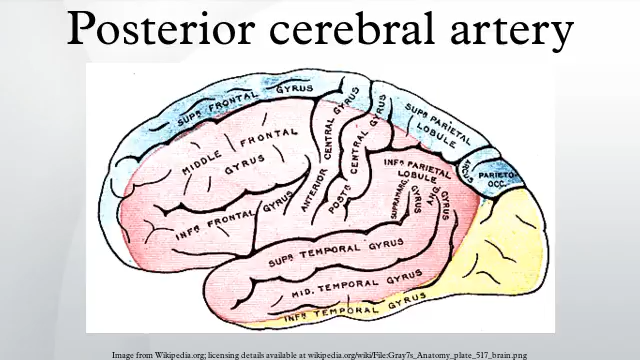 Posterior cerebral artery
SUPR FRONTAL GYRUS
MIDDLE FRONTAL
GYRUS
INFR FRONTAL GYRUS
ANTERIOR CENTRAL GYRUS
POSTR CENTRAL GYRUS
SUPR PARIETAL
LOBULE
INFR PARIETAL
LOBULE
SUPRAMARG.
GYRUS
GYRUS
PARIETO-
OCC.
SUPR TEMPORAL GYRUS
MID. TEMPORAL GYRUS
INFR TEMPORAL GYRUS
Image from Wikipedia.org; licensing details available at wikipedia.org/wiki/File:Gray7s_Anatomy_plate_517_brain.png